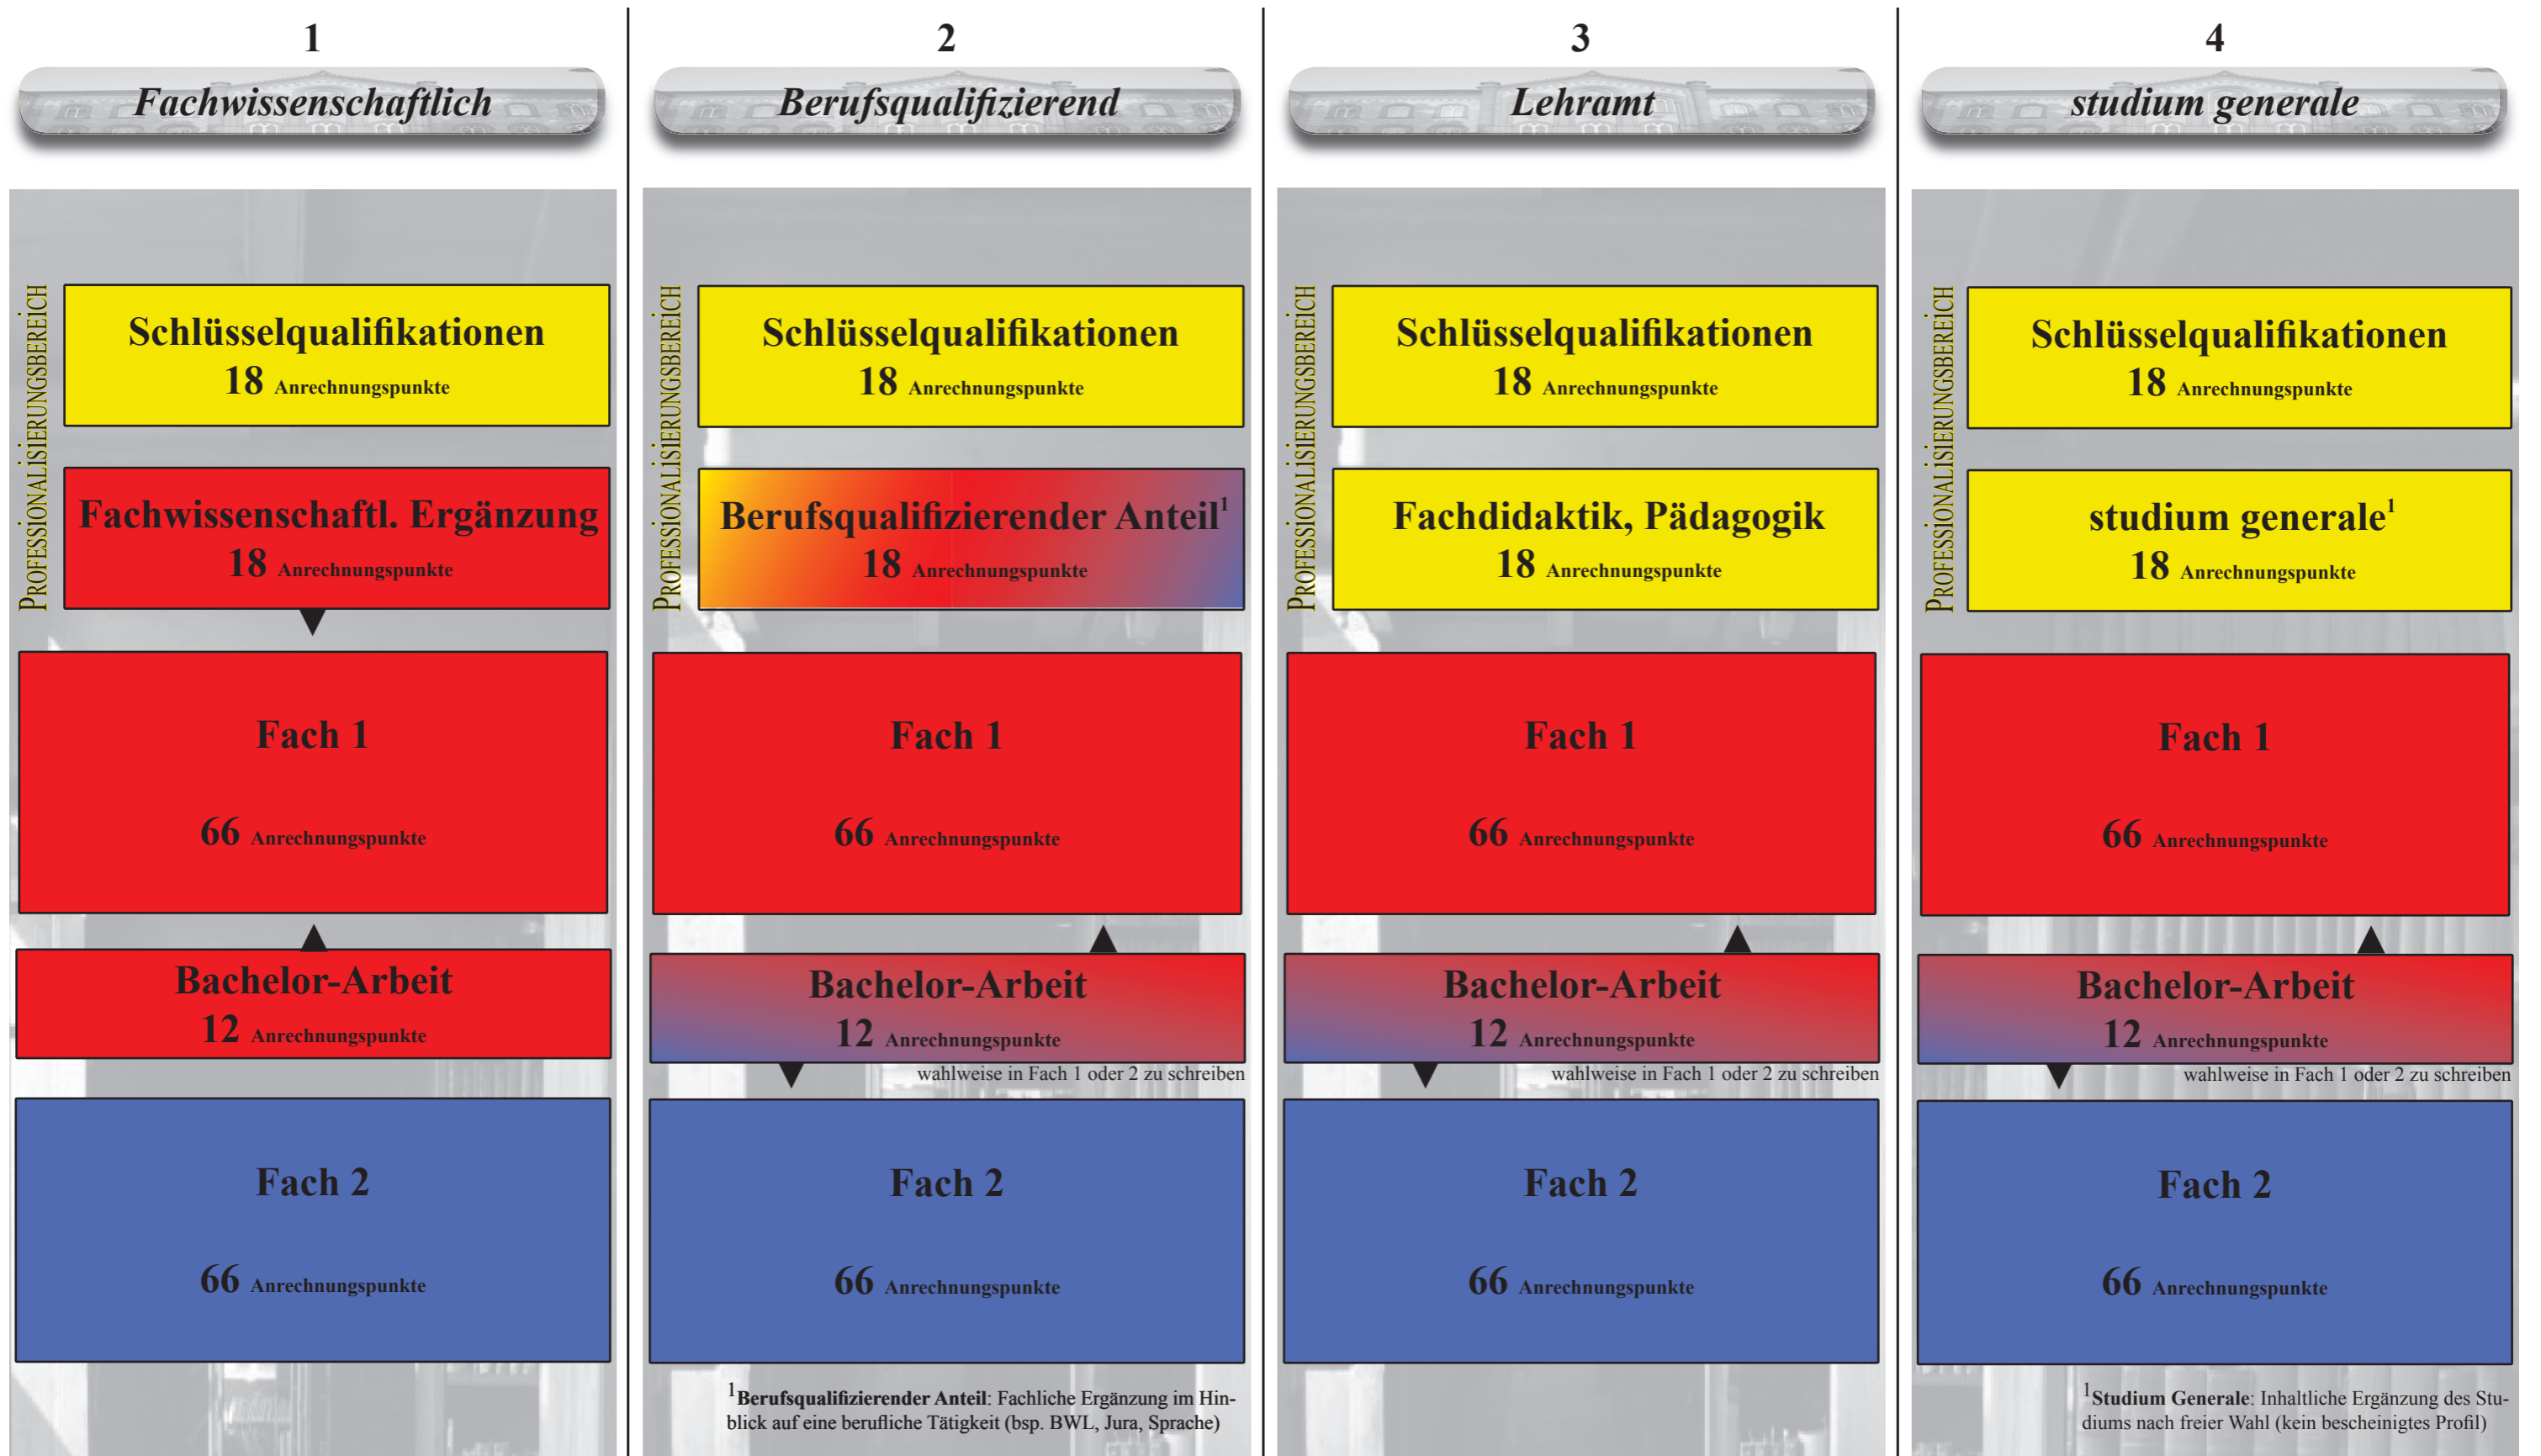 1
Fachwissenschaftlich
PROFESSIONALISIERUNGSBEREICH
Schlüsselqualifikationen
18 Anrechnungspunkte
Fachwissenschaftl. Ergänzung
18 Anrechnungspunkte
Fach 1
66 Anrechnungspunkte
Bachelor-Arbeit
12 Anrechnungspunkte
Fach 2
66 Anrechnungspunkte
2
Berufsqualifizierend
PROFESSIONALISIERUNGSBEREICH
Schlüsselqualifikationen
18 Anrechnungspunkte
Berufsqualifizierender Anteil¹
18 Anrechnungspunkte
Fach 1
66 Anrechnungspunkte
Bachelor-Arbeit
12 Anrechnungspunkte
wahlweise in Fach 1 oder 2 zu schreiben
Fach 2
66 Anrechnungspunkte
¹Berufsqualifizierender Anteil: Fachliche Ergänzung im Hin-
blick auf eine berufliche Tätigkeit (bsp. BWL, Jura, Sprache)
3
Lehramt
PROFESSIONALISIERUNGSBEREICH
Schlüsselqualifikationen
18 Anrechnungspunkte
Fachdidaktik, Pädagogik
18 Anrechnungspunkte
Fach 1
66 Anrechnungspunkte
Bachelor-Arbeit
12 Anrechnungspunkte
wahlweise in Fach 1 oder 2 zu schreiben
Fach 2
66 Anrechnungspunkte
4
studium generale
PROFESSIONALISIERUNGSBEREICH
Schlüsselqualifikationen
18 Anrechnungspunkte
studium generale¹
18 Anrechnungspunkte
Fach 1
66 Anrechnungspunkte
Bachelor-Arbeit
12 Anrechnungspunkte
wahlweise in Fach 1 oder 2 zu schreiben
Fach 2
66 Anrechnungspunkte
¹Studium Generale: Inhaltliche Ergänzung des Stu-
diums nach freier Wahl (kein bescheinigtes Profil)